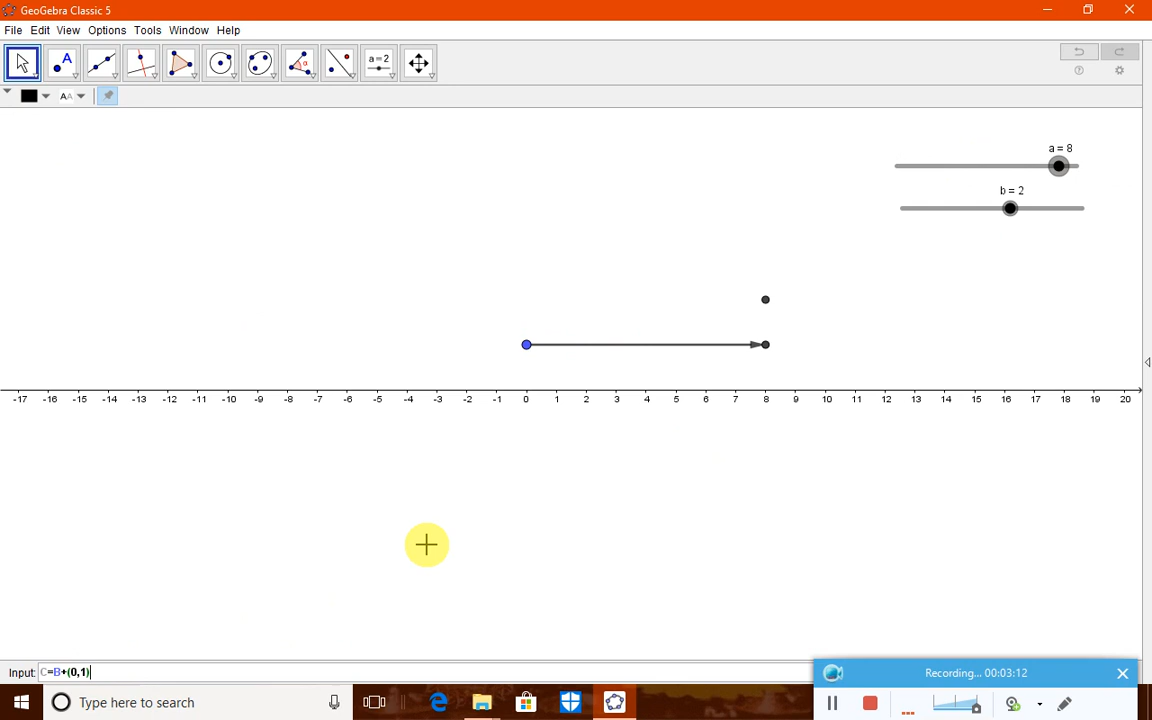 GeoGebra Classic 5
File Edit View Options Tools Window Help
A
α
a = 2
AA
a = 8
b = 2
-17 -16 -15 -14 -13 -12 -11 -10 -9 -8 -7 -6 -5 -4 -3 -2 -1 0 1 2 3 4 5 6 7 8 9 10 11 12 13 14 15 16 17 18 19 20
Input: C=B+(0,1)
Recording... 00:03:12
Type here to search